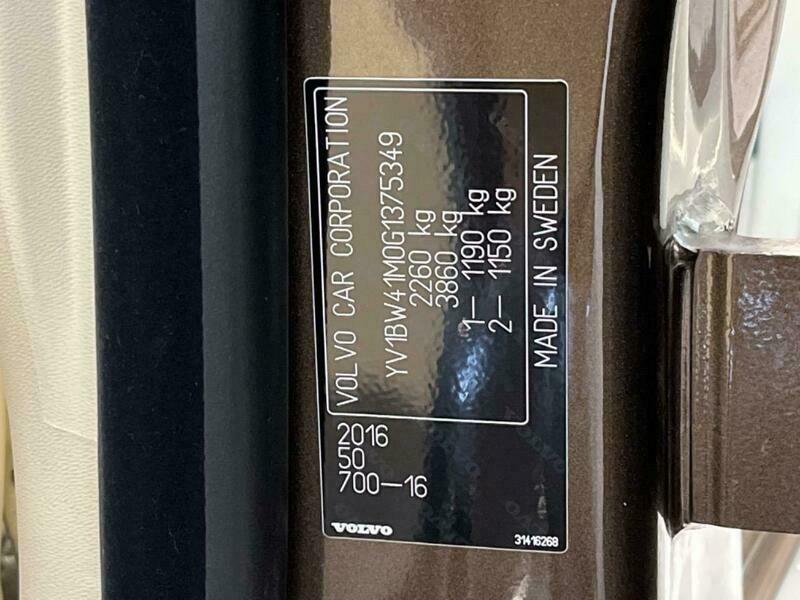 VOLVO CAR CORPORATION
YV1BW41M0G1375349
2260 kg
3860 kg
1— 1190 kg
2— 1150 kg
MADE IN SWEDEN
2016
50
700—16
VOLVO
31416268